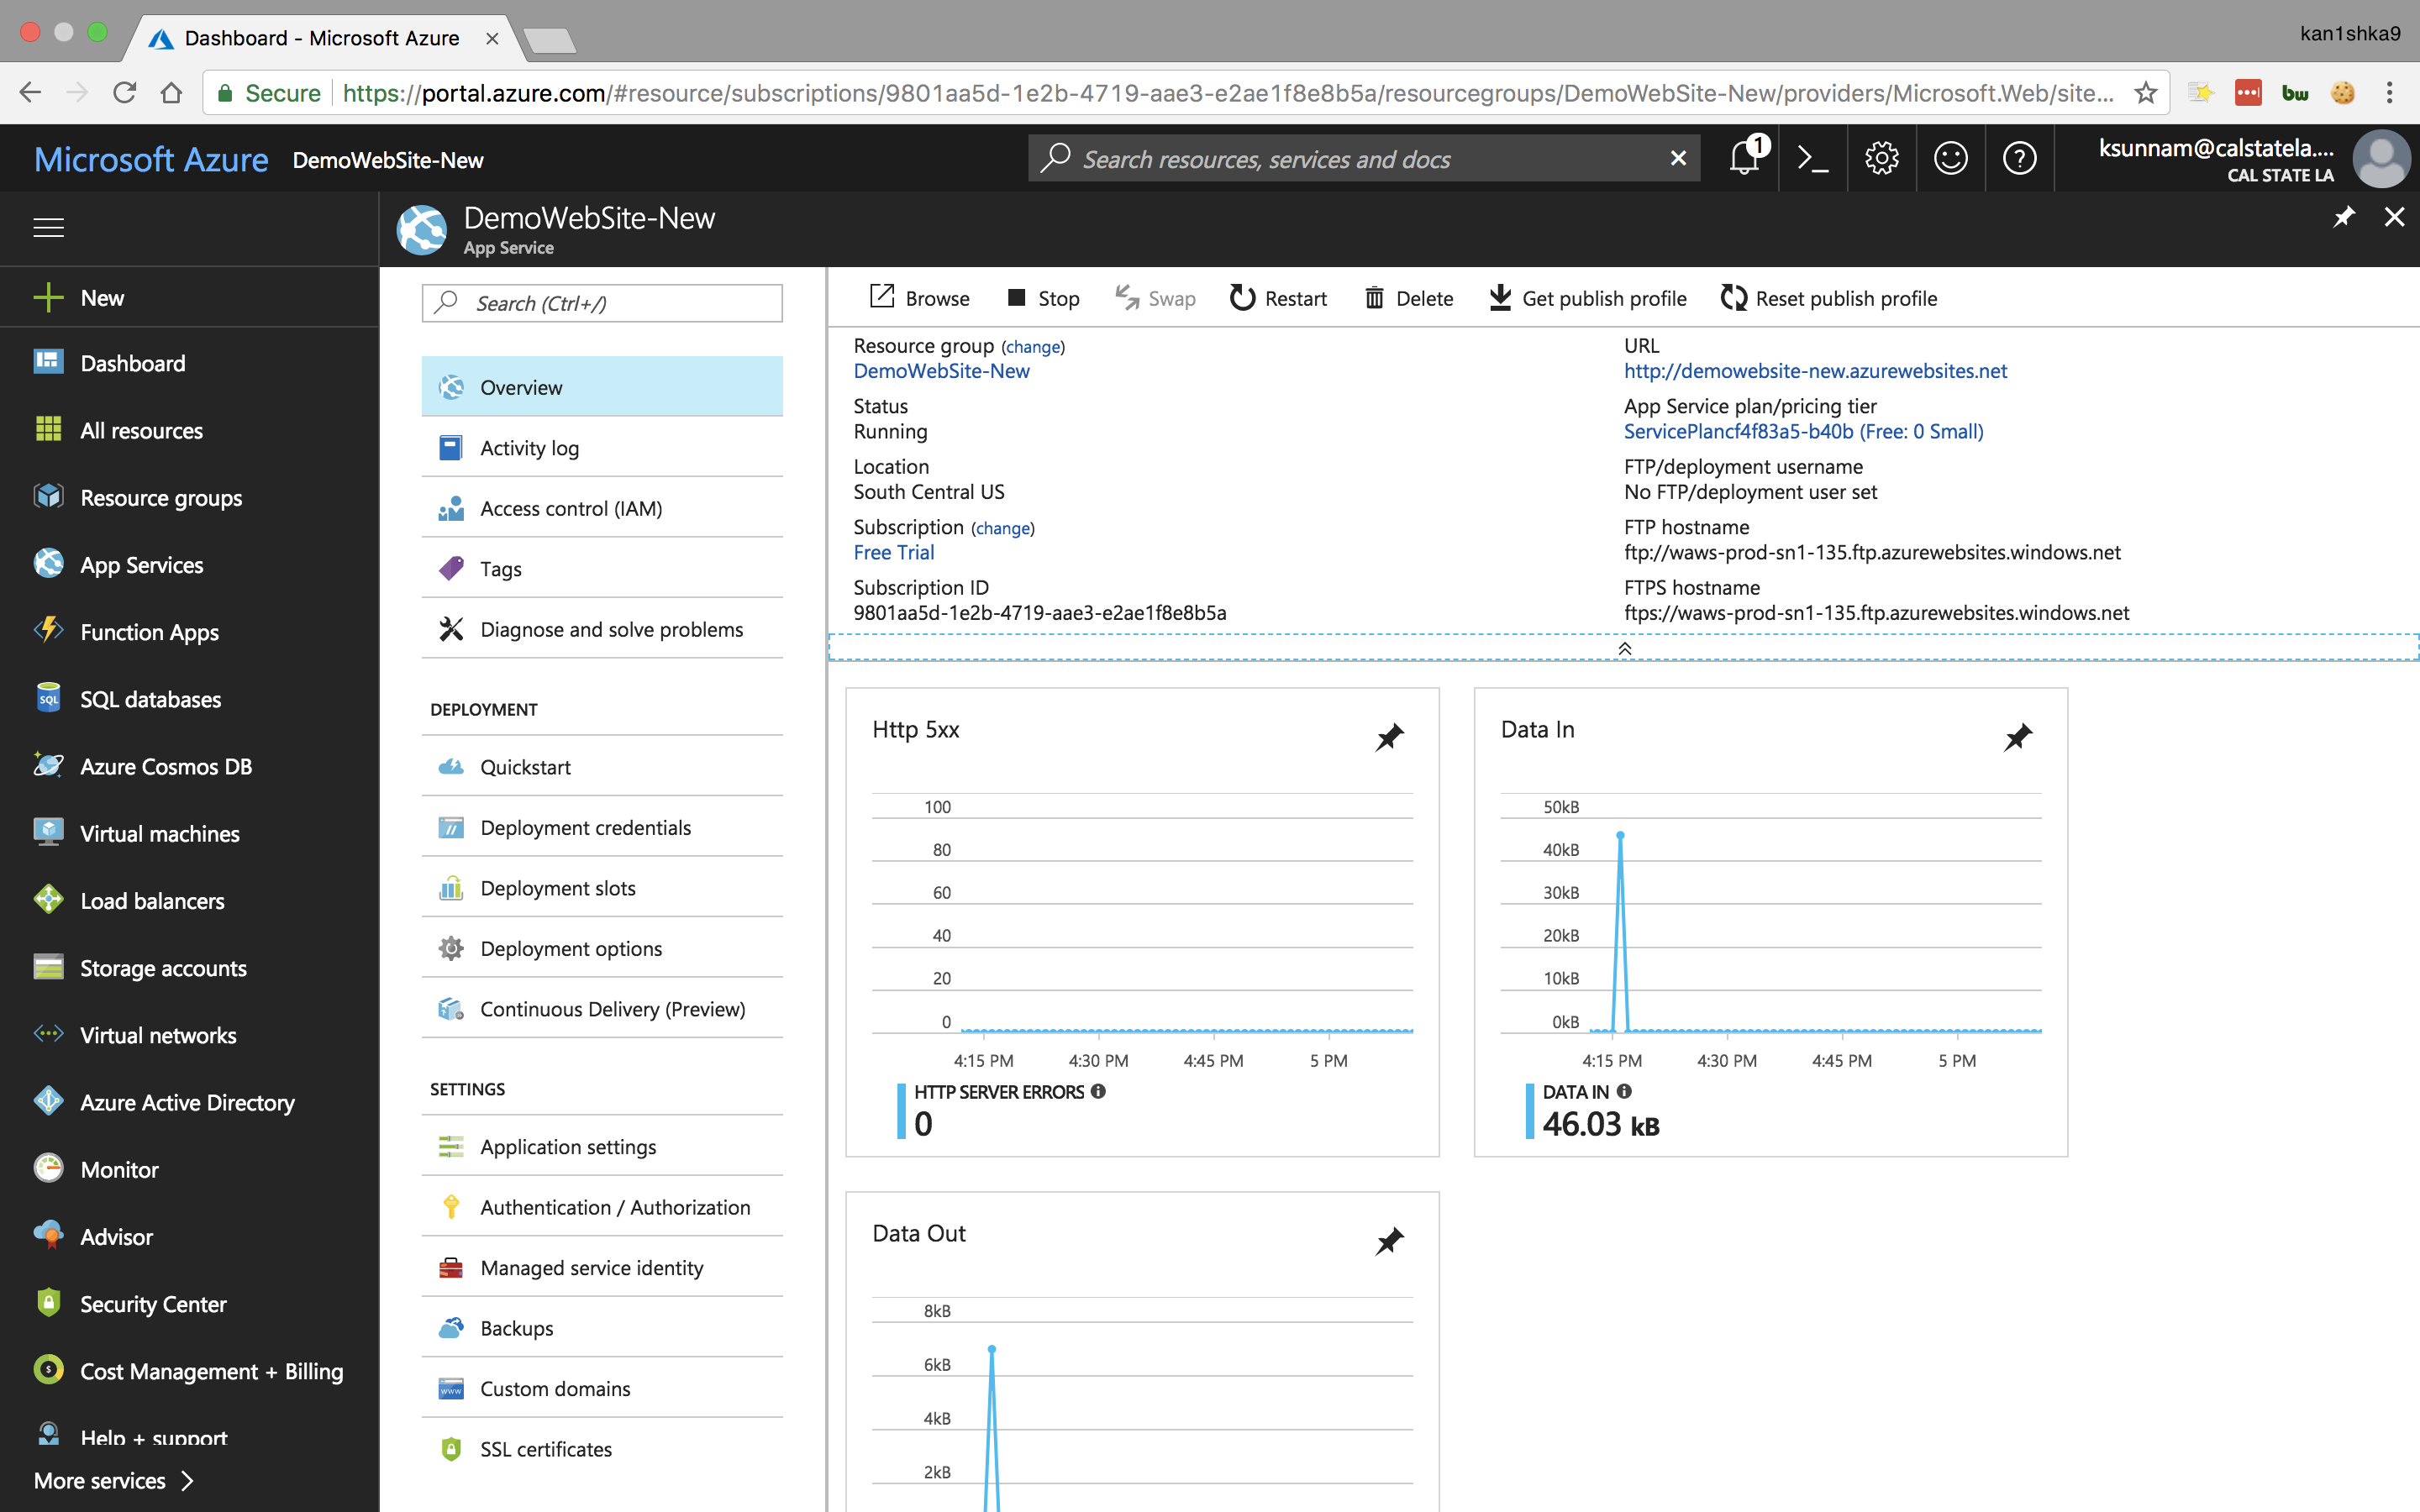 Dashboard - Microsoft Azure
kan1shka9
Secure
https://portal.azure.com/#resource/subscriptions/9801aa5d-1e2b-4719-aae3-e2ae1f8e8b5a/resourcegroups/DemoWebSite-New/providers/Microsoft.Web/site...
bw
Microsoft Azure
DemoWebSite-New
Search resources, services and docs
1
ksunnam@calstatela....
CAL STATE LA
DemoWebSite-New
App Service
New
Dashboard
All resources
Resource groups
App Services
Function Apps
SQL
SQL databases
Azure Cosmos DB
Virtual machines
Load balancers
Storage accounts
Virtual networks
Azure Active Directory
Monitor
Advisor
Security Center
Cost Management + Billing
Help + support
More services
Search (Ctrl+/)
Overview
Activity log
Access control (IAM)
Tags
Diagnose and solve problems
DEPLOYMENT
Quickstart
Deployment credentials
Deployment slots
Deployment options
Continuous Delivery (Preview)
SETTINGS
Application settings
Authentication / Authorization
Managed service identity
Backups
www
Custom domains
SSL certificates
Browse
Stop
Swap
Restart
Delete
Get publish profile
Reset publish profile
Resource group (change)
DemoWebSite-New
Status
Running
Location
South Central US
Subscription (change)
Free Trial
Subscription ID
9801aa5d-1e2b-4719-aae3-e2ae1f8e8b5a
URL
http://demowebsite-new.azurewebsites.net
App Service plan/pricing tier
ServicePlancf4f83a5-b40b (Free: 0 Small)
FTP/deployment username
No FTP/deployment user set
FTP hostname
ftp://waws-prod-sn1-135.ftp.azurewebsites.windows.net
FTPS hostname
ftps://waws-prod-sn1-135.ftp.azurewebsites.windows.net
Http 5xx
100
80
60
40
20
0
4:15 PM
4:30 PM
4:45 PM
5 PM
HTTP SERVER ERRORS
0
Data In
50kB
40kB
30kB
20kB
10kB
0kB
4:15 PM
4:30 PM
4:45 PM
5 PM
DATA IN
46.03 kB
Data Out
8kB
6kB
4kB
2kB